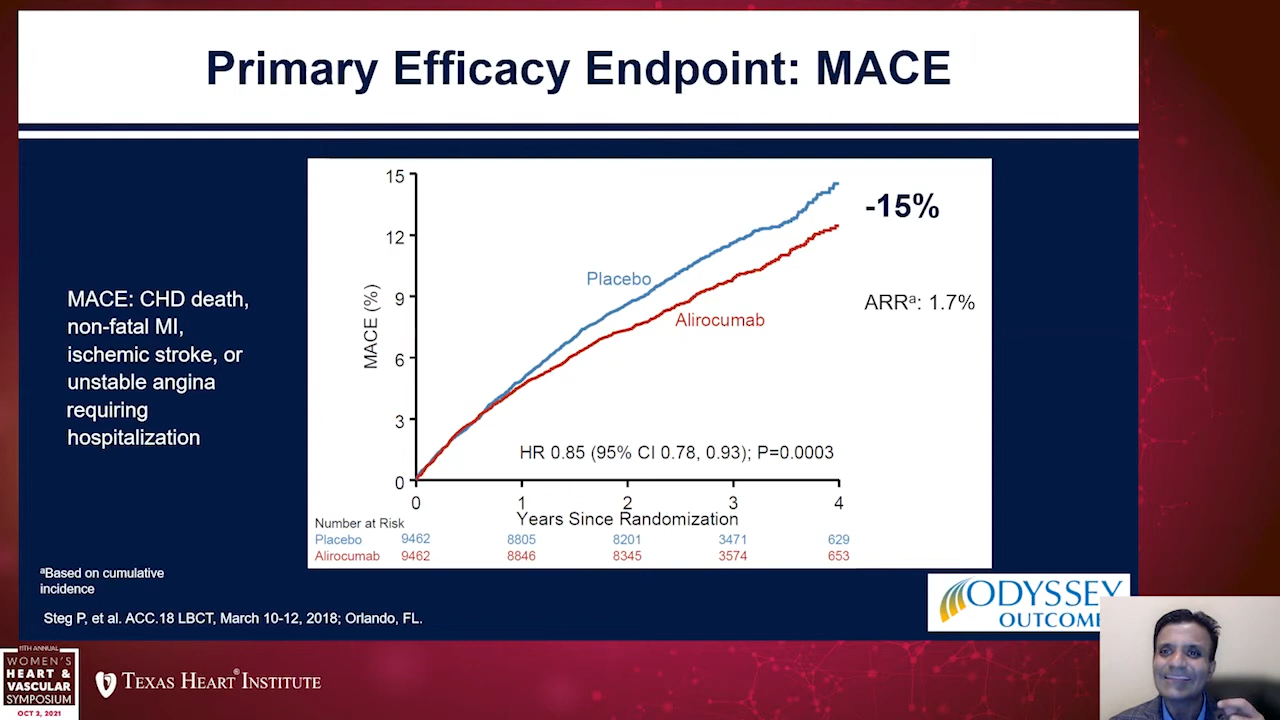 Primary Efficacy Endpoint: MACE
MACE: CHD death,
non-fatal MI,
ischemic stroke, or
unstable angina
requiring
hospitalization
MACE (%)
15
12
9
6
3
0
Placebo
Alirocumab
-15%
ARRa: 1.7%
HR 0.85 (95% CI 0.78, 0.93); P=0.0003
0 1 2 3 4
Years Since Randomization
Number at Risk
Placebo 9462 8805 8201 3471 629
Alirocumab 9462 8846 8345 3574 653
aBased on cumulative
incidence
Steg P, et al. ACC.18 LBCT, March 10-12, 2018; Orlando, FL.
ODYSSEY
OUTCOME
11TH ANNUAL
WOMEN'S
HEART &
VASCULAR
SYMPOSIUM
OCT 2, 2021
TEXAS HEART® INSTITUTE